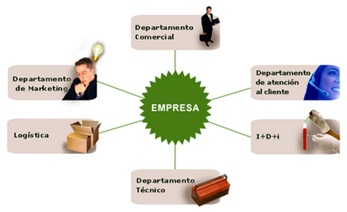 Departamento
Comercial
Departamento
de Marketing
Departamento
de atención
al cliente
EMPRESA
Logística
I+D+i
Departamento
Técnico